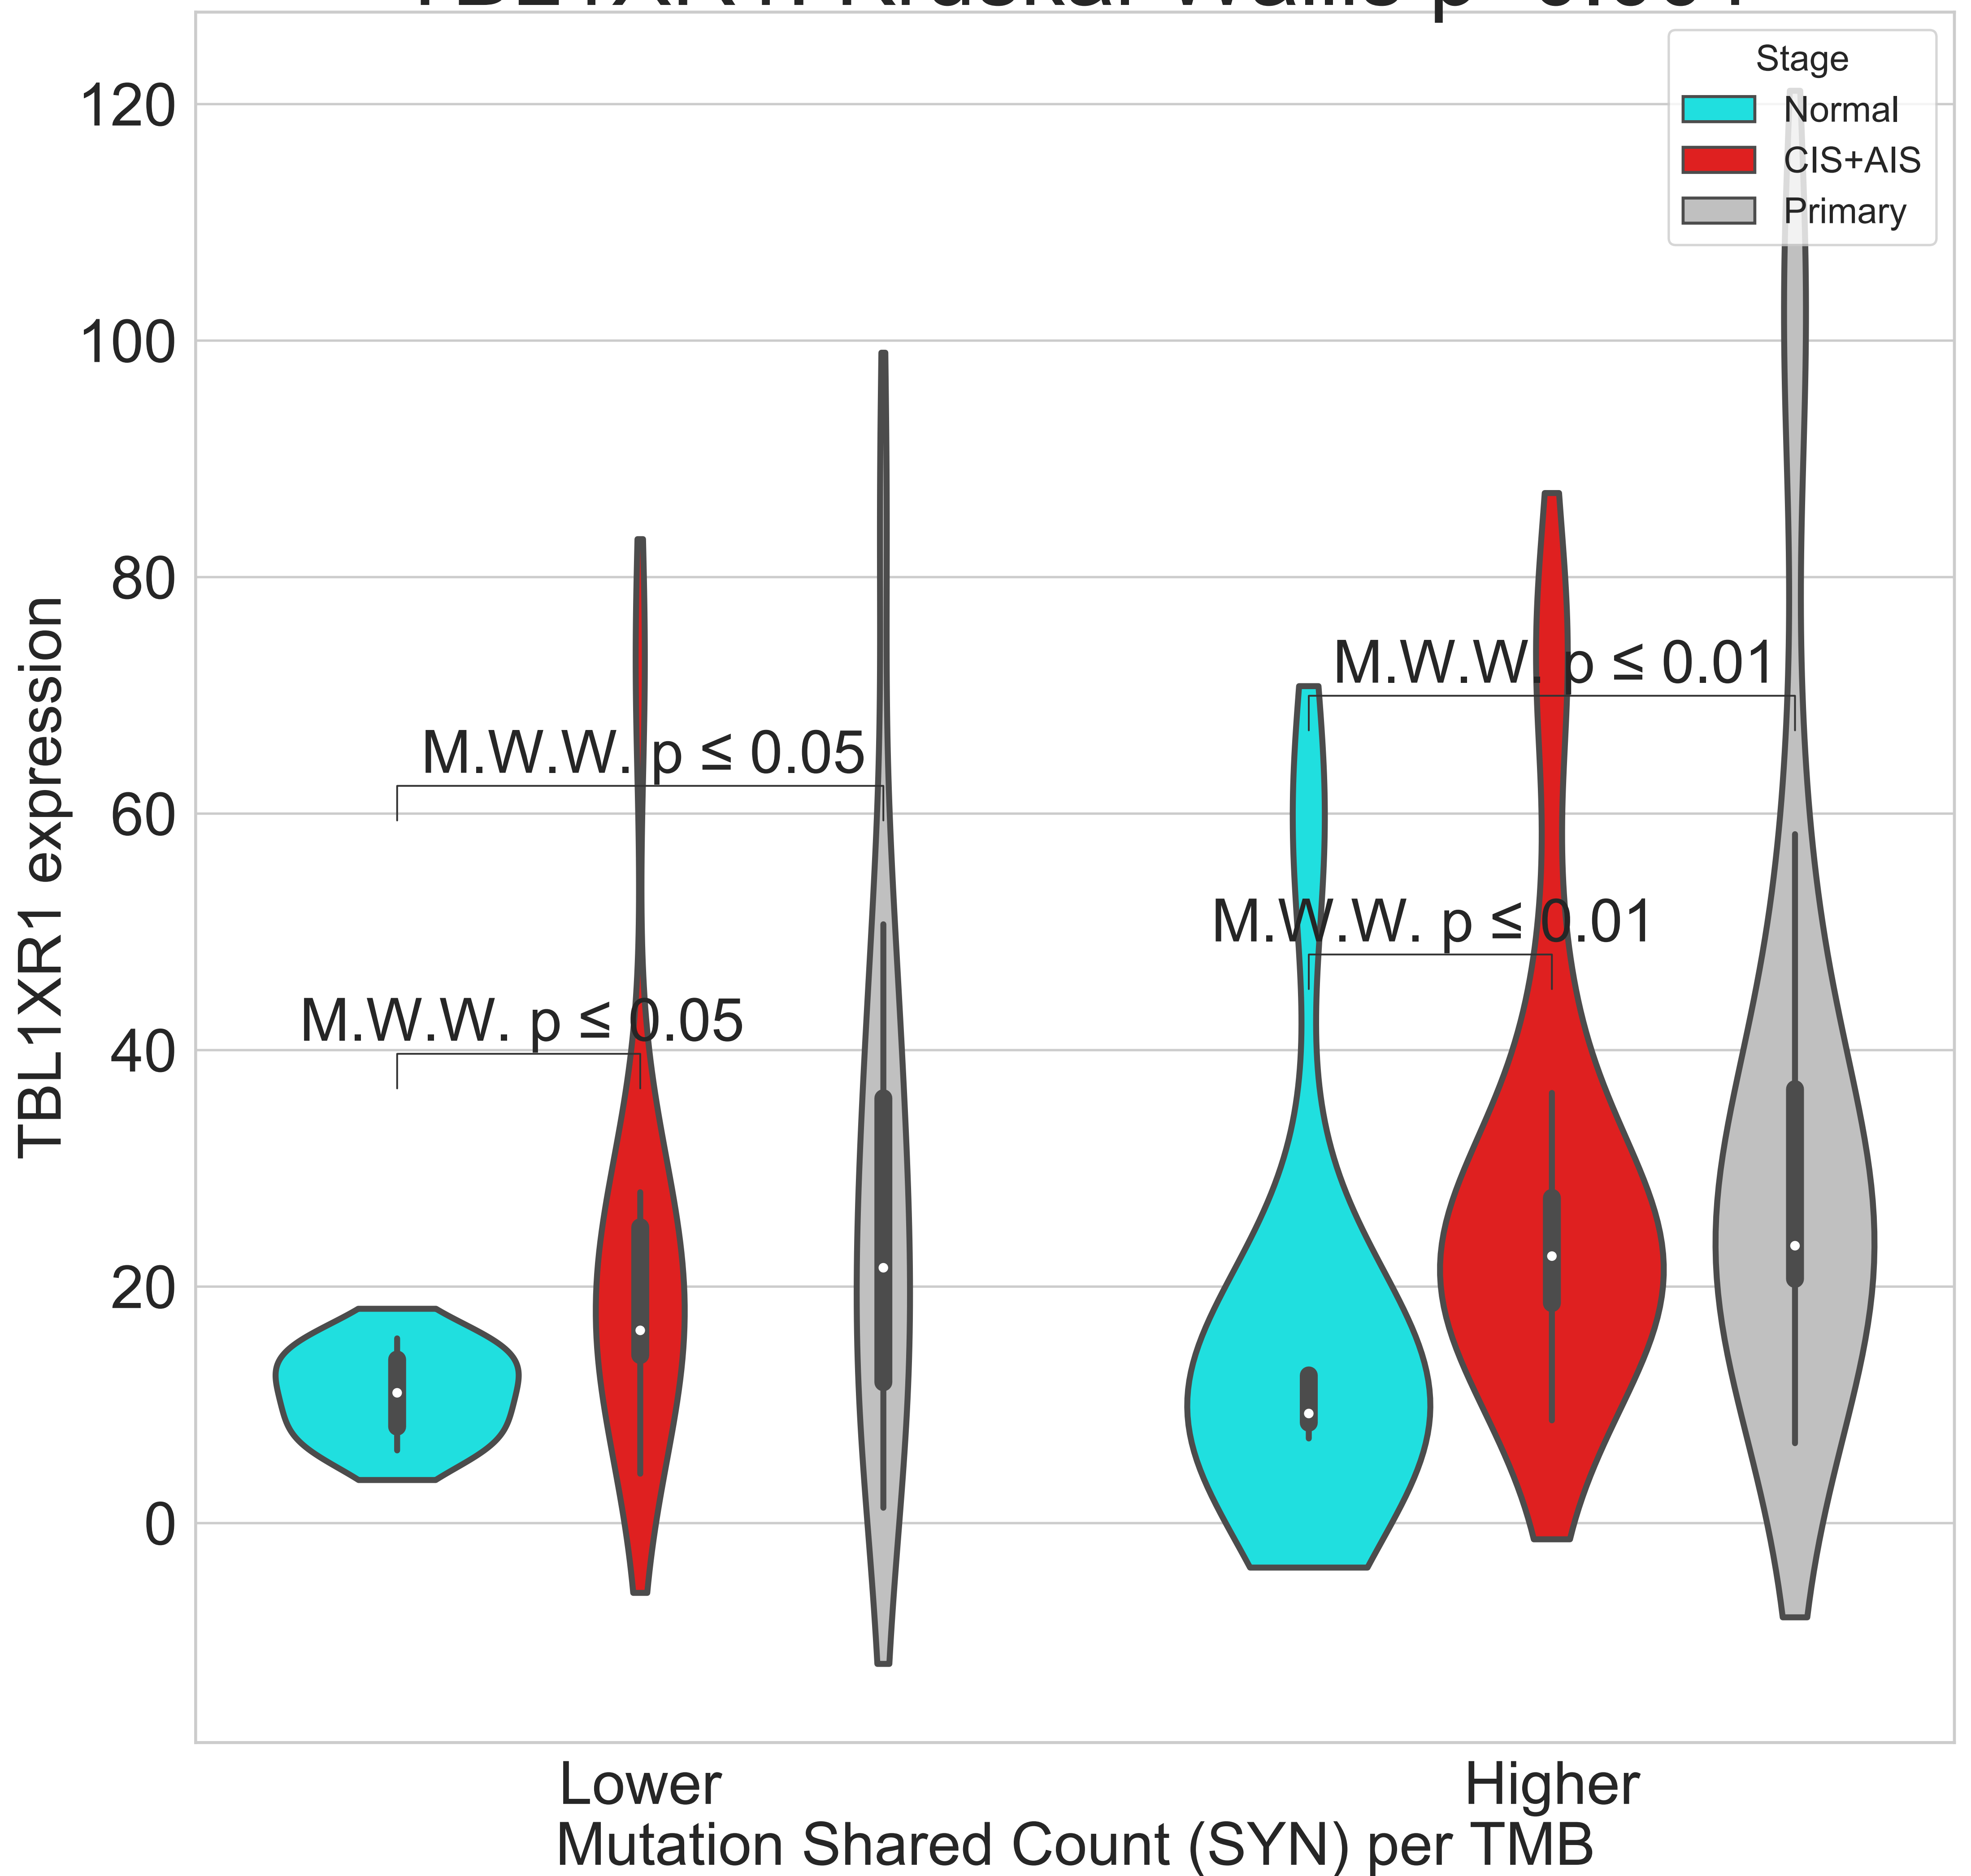 Stage
Normal
CIS+AIS
Primary
120
100
80
60
40
20
0
TBL1XR1 expression
M.W.W. p ≤ 0.01
M.W.W. p ≤ 0.05
M.W.W. p ≤ 0.01
M.W.W. p ≤ 0.05
Lower
Higher
Mutation Shared Count (SYN) per TMB